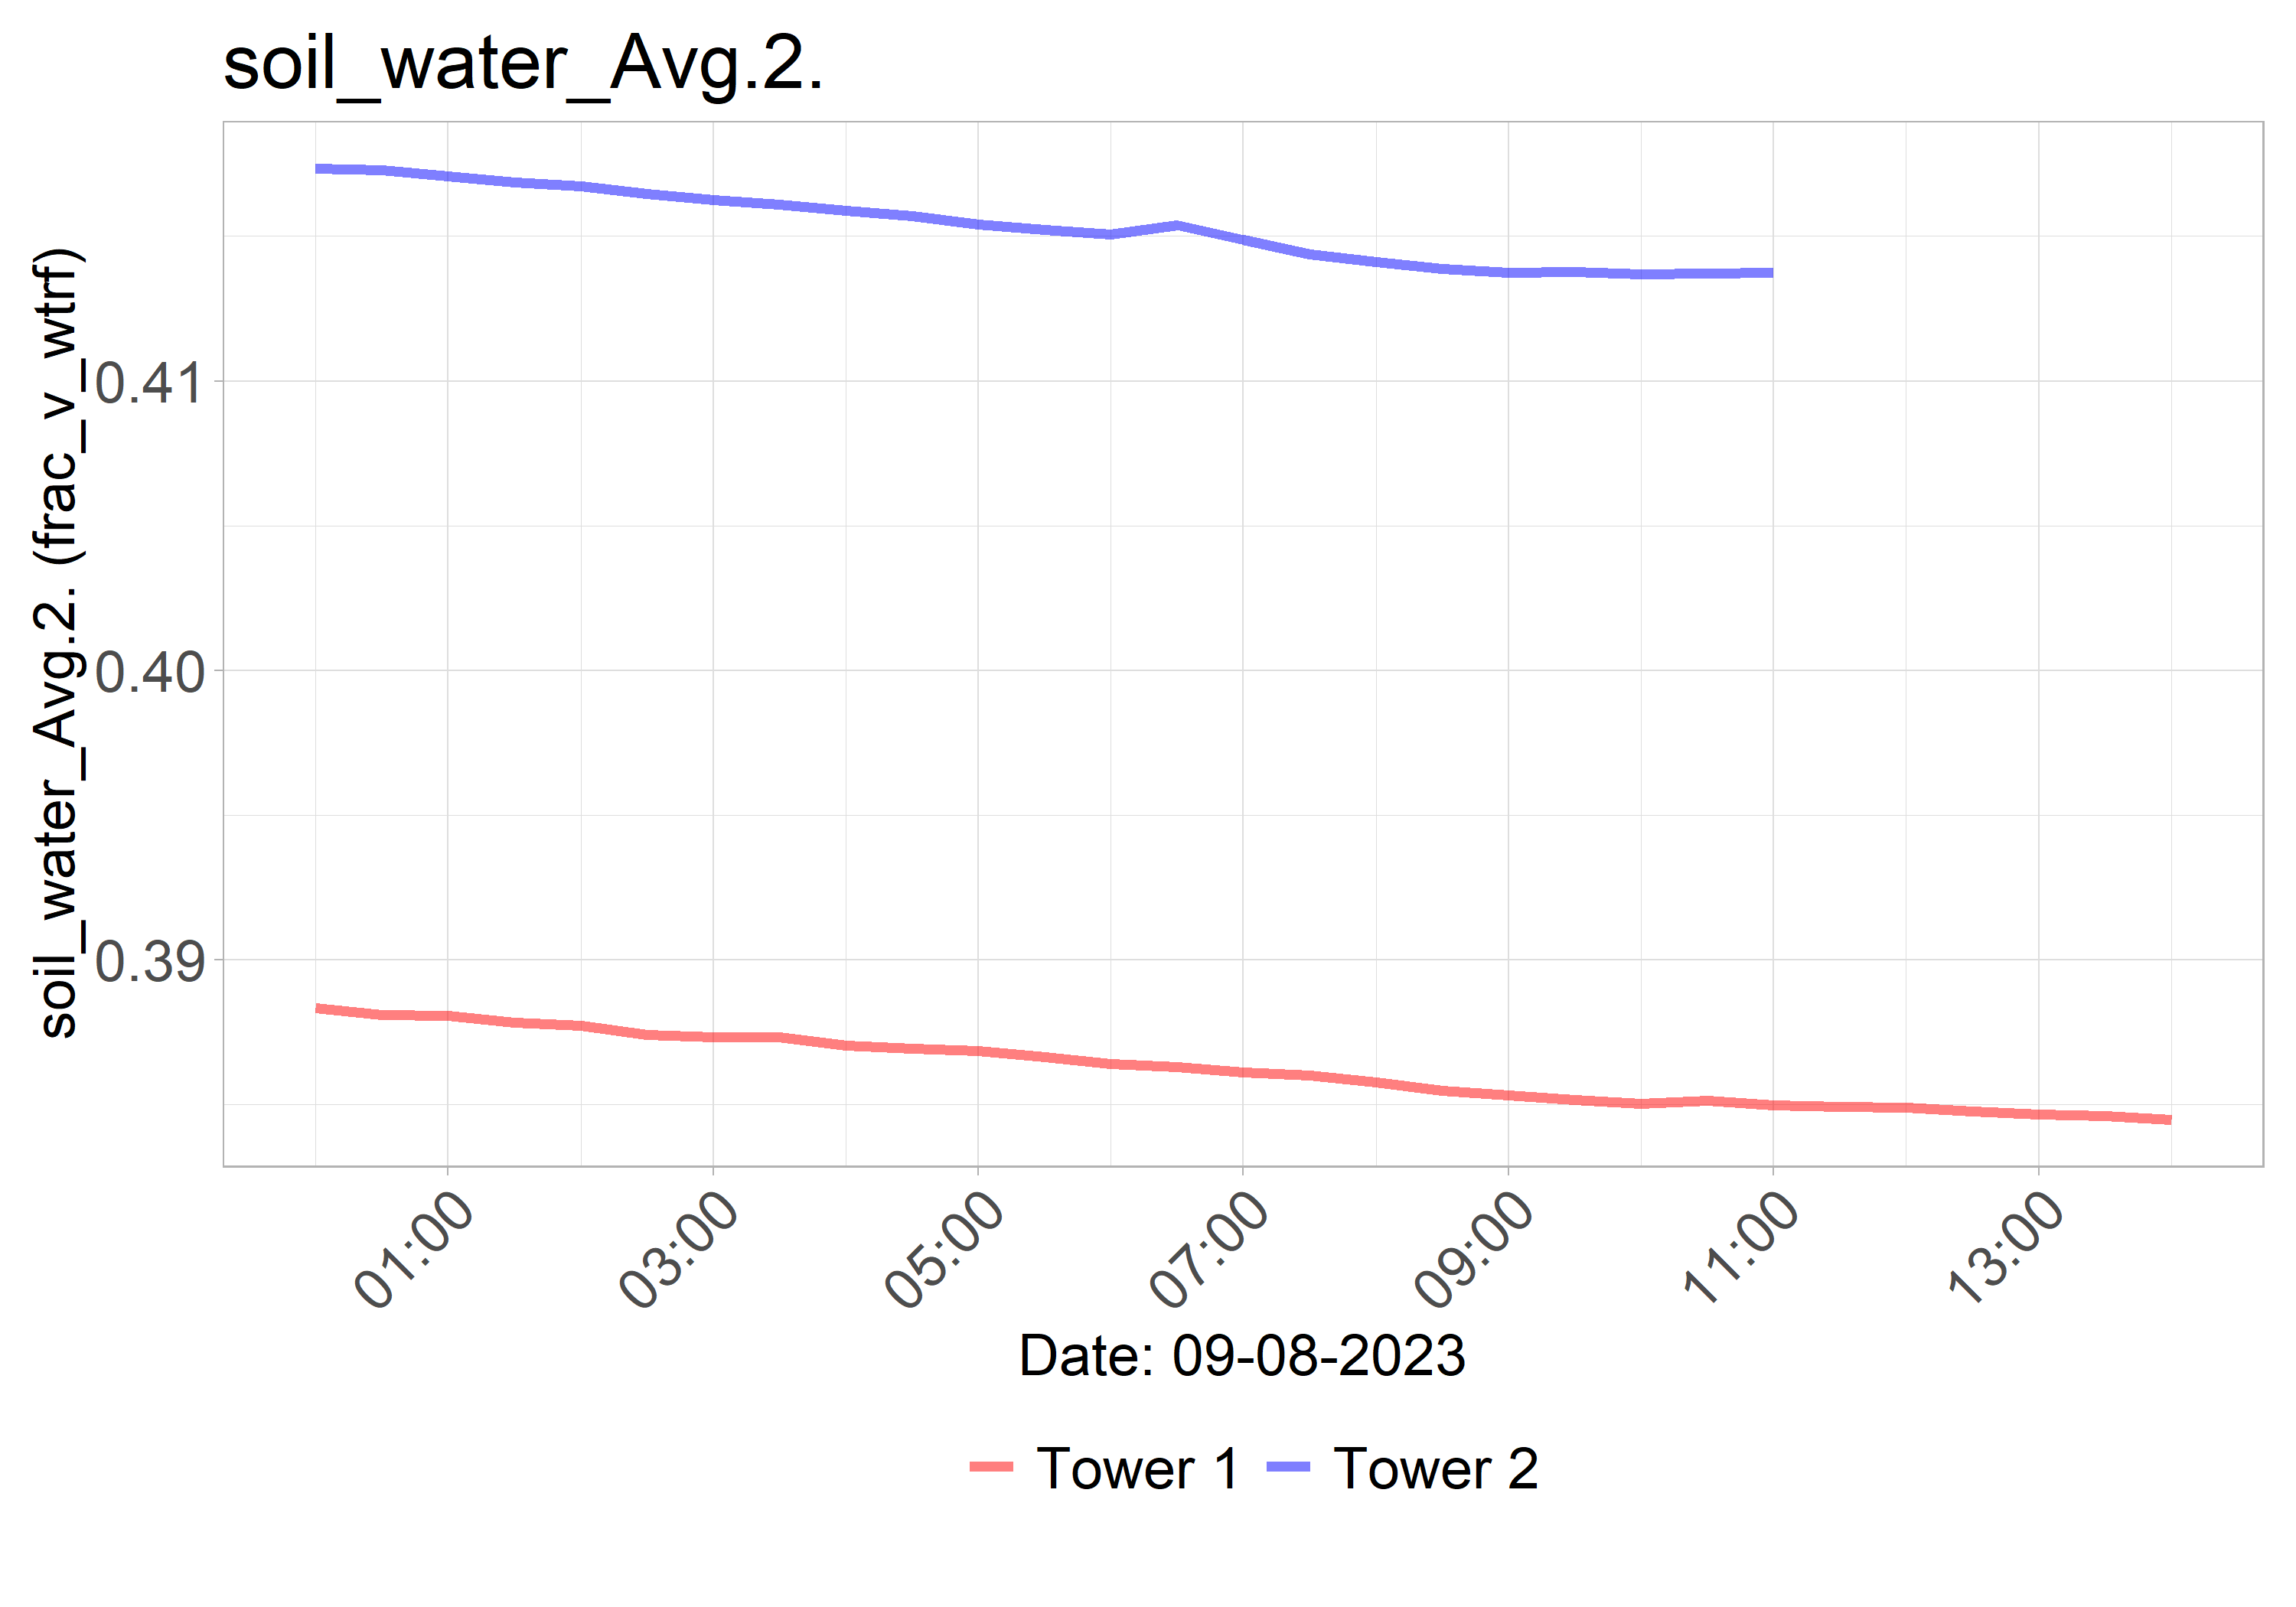 soil_water_Avg.2.
soil_water_Avg.2. (frac_v_wtrf)
0.41
0.40
0.39
01:00
03:00
05:00
07:00
09:00
11:00
13:00
Date: 09-08-2023
Tower 1
Tower 2